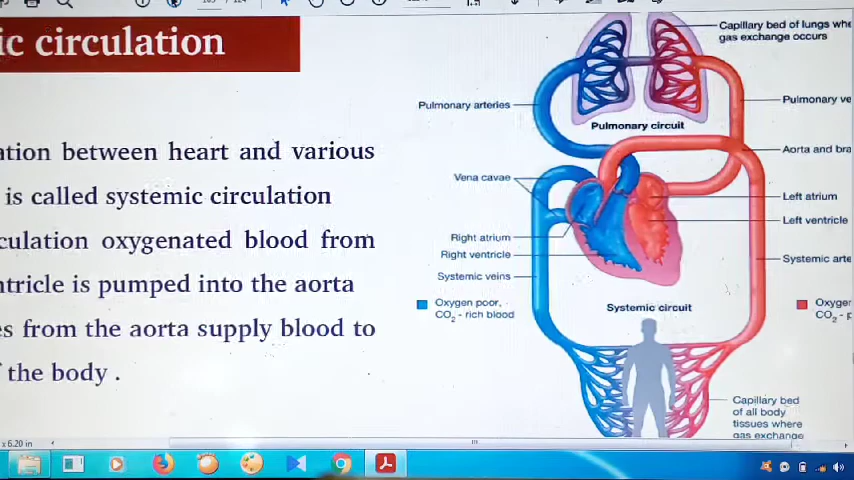 ic circulation
ation between heart and various
is called systemic circulation
culation oxygenated blood from
ntricle is pumped into the aorta
es from the aorta supply blood to
f the body .
Capillary bed of lungs whe
gas exchange occurs
Pulmonary arteries
Pulmonary ve
Pulmonary circuit
Aorta and bra
Vena cavae
Left atrium
Left ventricle
Right atrium
Right ventricle
Systemic arte
Systemic veins
Oxygen poor,
CO2 - rich blood
Systemic circuit
Oxyger
CO2 - p
Capillary bed
of all body
tissues where
gas exchange
x 6.20 in